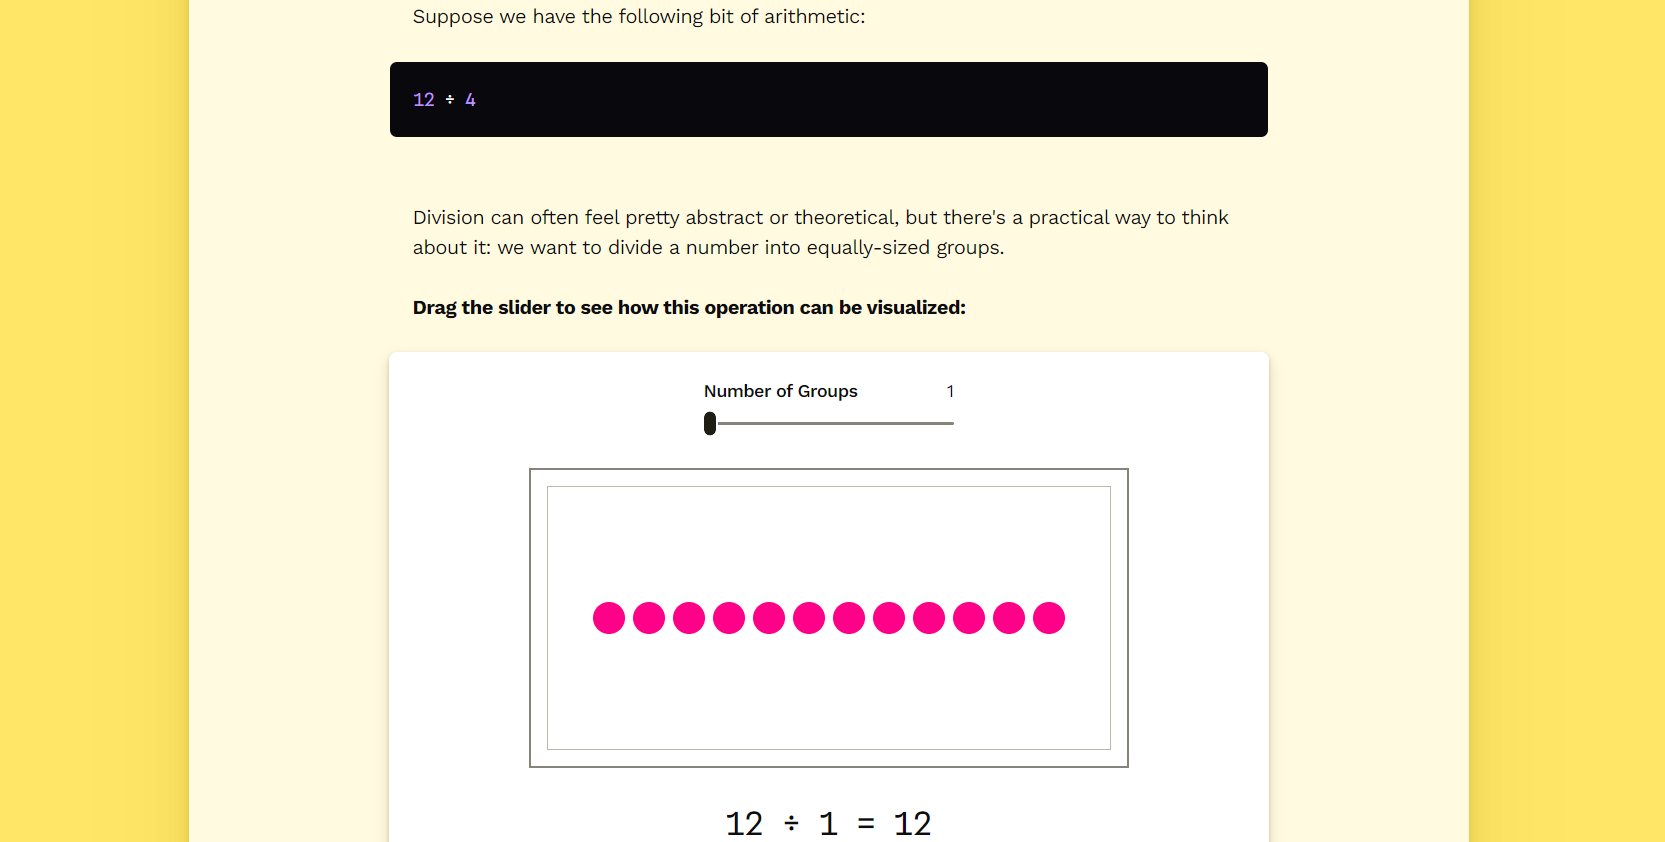 Suppose we have the following bit of arithmetic:
12 ÷ 4
Division can often feel pretty abstract or theoretical, but there's a practical way to think
about it: we want to divide a number into equally-sized groups.
Drag the slider to see how this operation can be visualized:
Number of Groups 1
12 ÷ 1 = 12